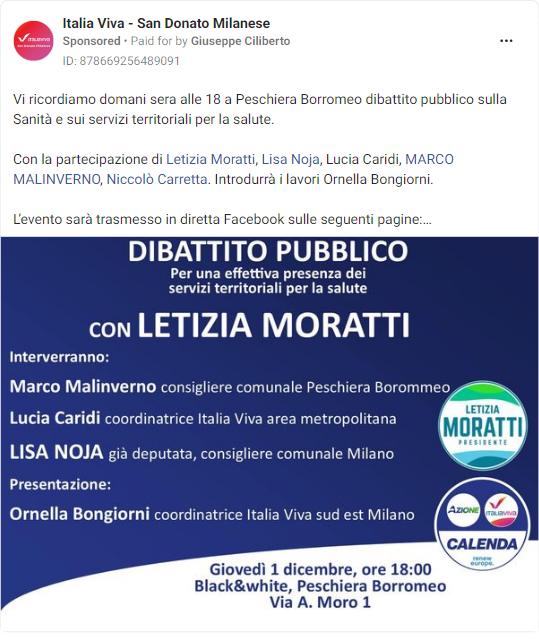 Italia Viva - San Donato Milanese
Sponsored • Paid for by Giuseppe Ciliberto
ID: 878669256489091
Vi ricordiamo domani sera alle 18 a Peschiera Borromeo dibattito pubblico sulla
Sanità e sui servizi territoriali per la salute.
Con la partecipazione di Letizia Moratti, Lisa Noja, Lucia Caridi, MARCO
MALINVERNO, Niccolò Carretta. Introdurrà i lavori Ornella Bongiorni.
L'evento sarà trasmesso in diretta Facebook sulle seguenti pagine:...
DIBATTITO PUBBLICO
Per una effettiva presenza dei
servizi territoriali per la salute
CON LETIZIA MORATTI
Interverranno:
Marco Malinverno consigliere comunale Peschiera Borommeo
Lucia Caridi coordinatrice Italia Viva area metropolitana
LISA NOJA già deputata, consigliere comunale Milano
Presentazione:
Ornella Bongiorni coordinatrice Italia Viva sud est Milano
LETIZIA
MORATTI
PRESIDENTE
AZIONE
ITALIAVIVA
CALENDA
renew
europe.
Giovedì 1 dicembre, ore 18:00
Black&white, Peschiera Borromeo
Via A. Moro 1